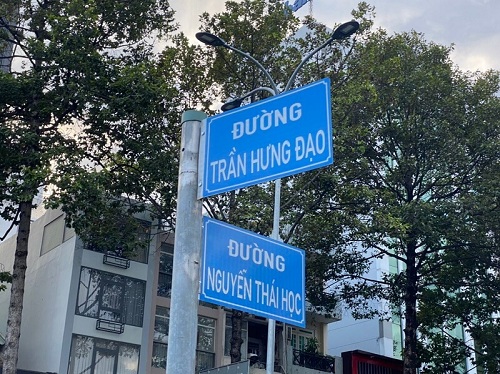 ĐƯỜNG
TRẦN HƯNG ĐẠO
ĐƯỜNG
NGUYỄN THÁI HỌC